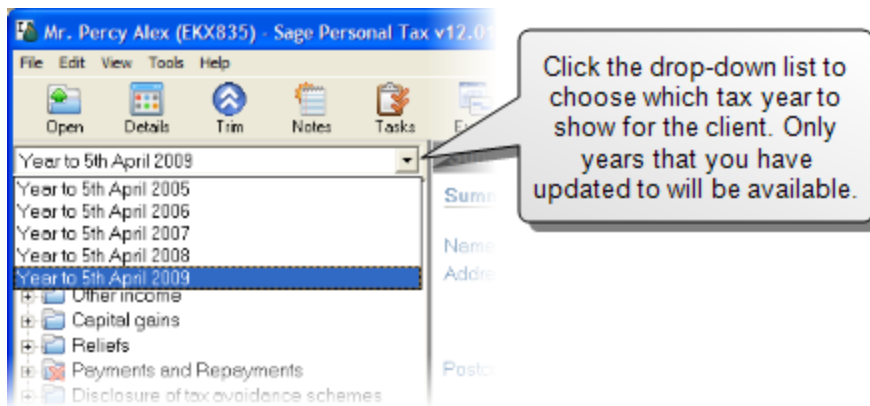 Mr. Percy Alex (EKX835) - Sage Personal Tax v12.01
File Edit View Tools Help
Open Details Trim Notes Tasks
Year to 5th April 2009
Year to 5th April 2005
Year to 5th April 2006
Year to 5th April 2007
Year to 5th April 2008
Year to 5th April 2009
Other income
Capital gains
Reliefs
Payments and Repayments
Disclosure of tax avoidance schemes
Name
Click the drop-down list to
choose which tax year to
show for the client. Only
years that you have
updated to will be available.